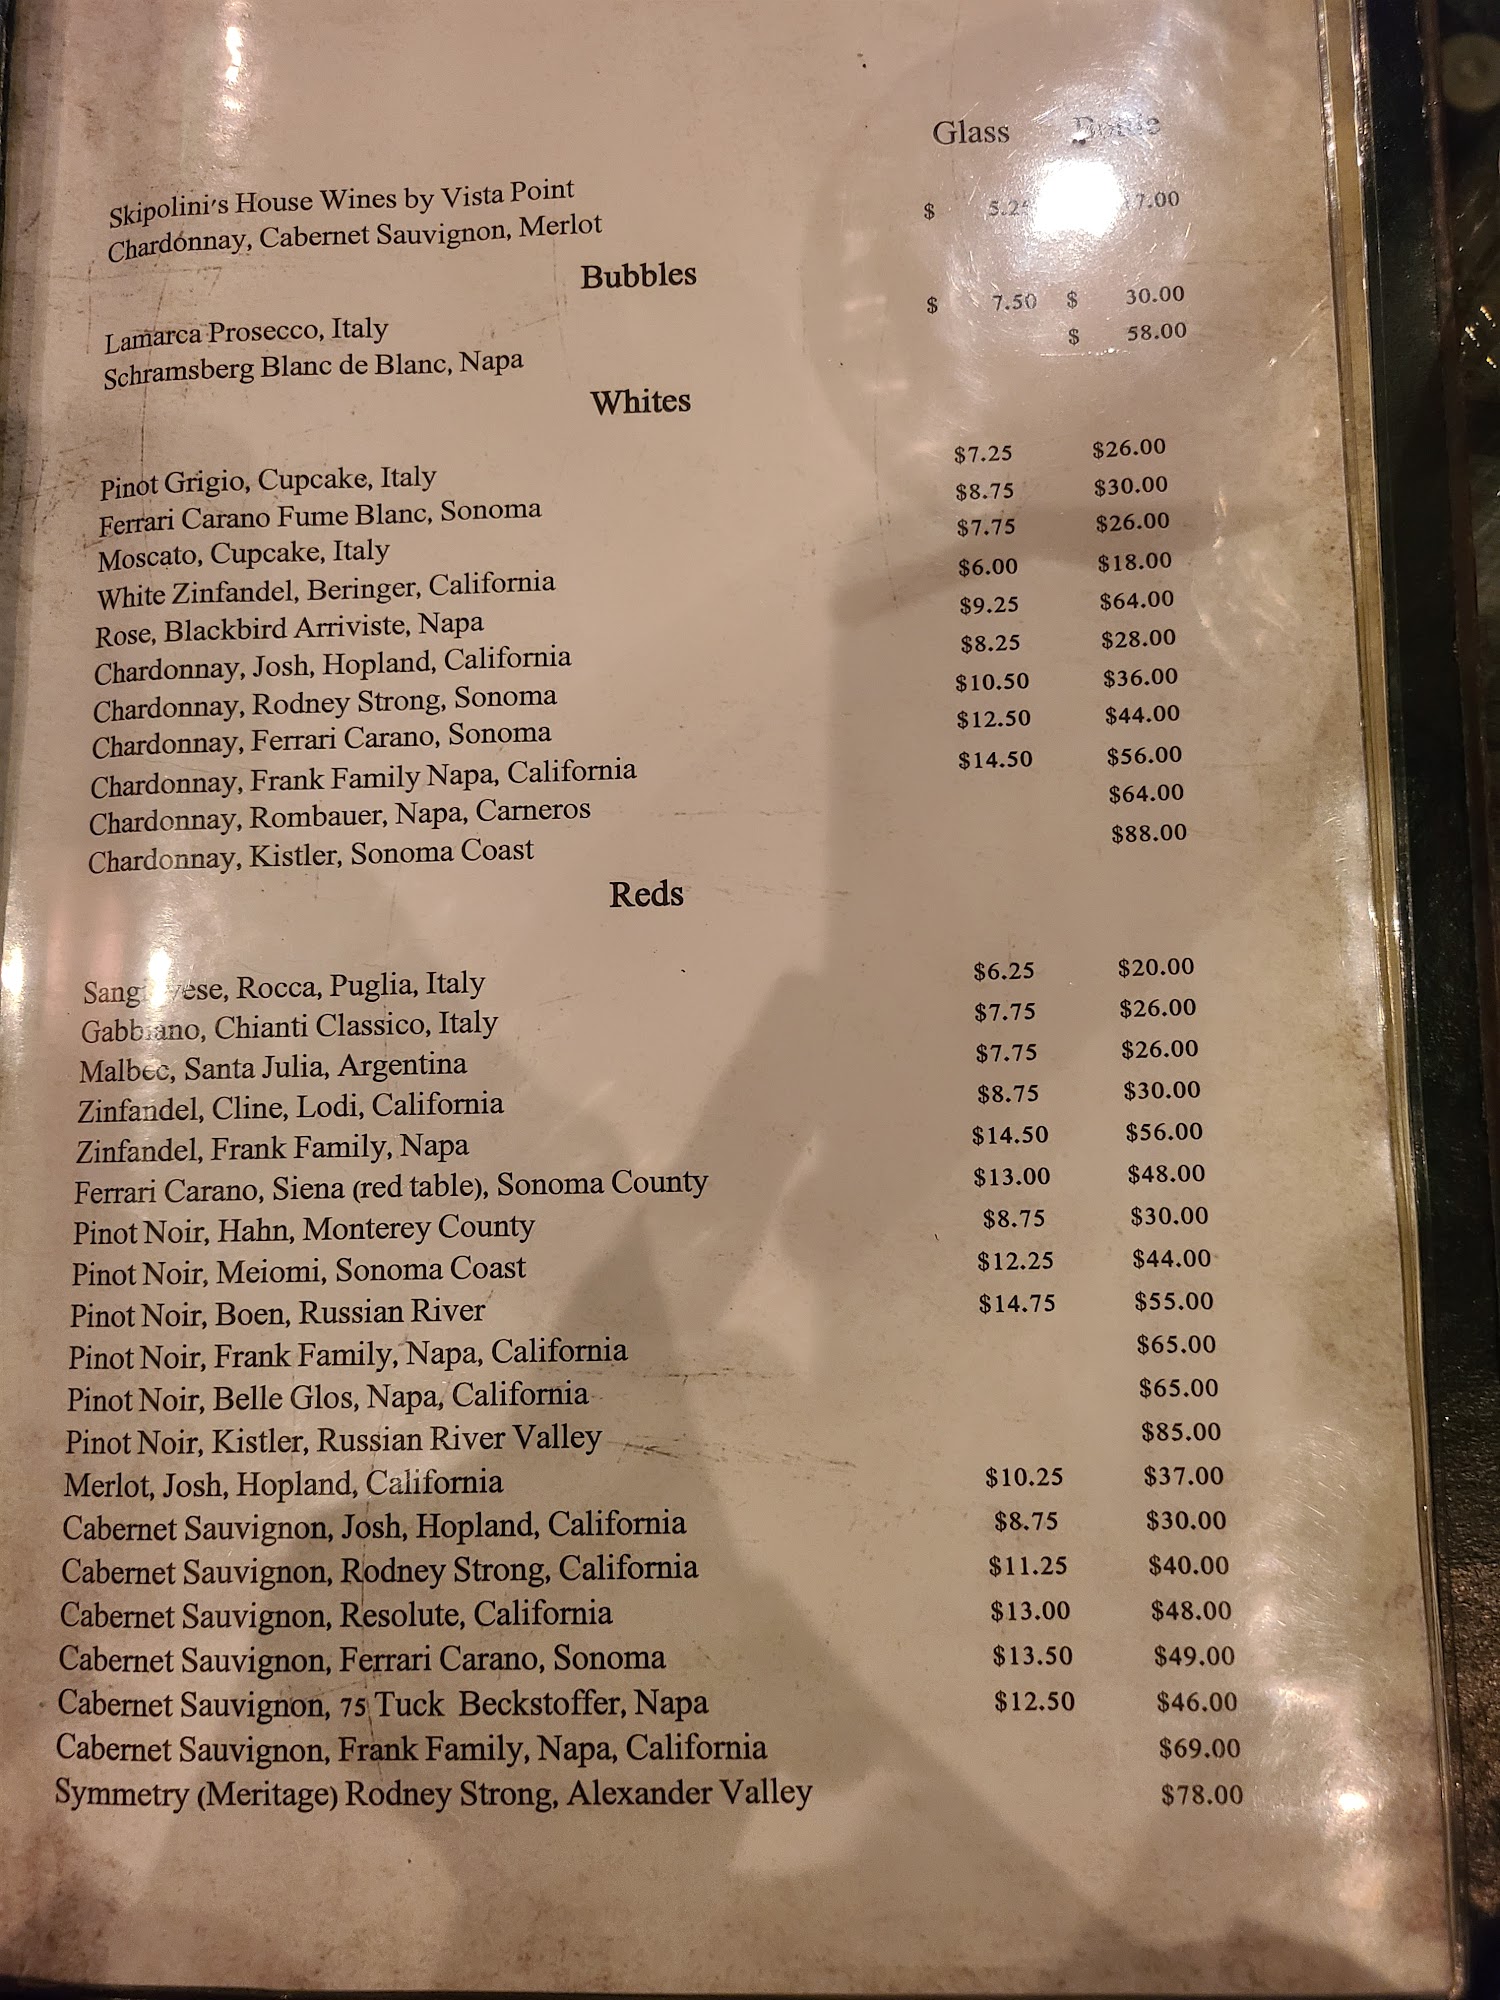 Glass
Skipolini's House Wines by Vista Point $
Chardonnay, Cabernet Sauvignon, Merlot
Bubbles
Lamarca Prosecco, Italy $ 7.50 $ 30.00
Schramsberg Blanc de Blanc, Napa $ 58.00
Whites
Pinot Grigio, Cupcake, Italy $7.25 $26.00
Ferrari Carano Fume Blanc, Sonoma $8.75 $30.00
Moscato, Cupcake, Italy $7.75 $26.00
White Zinfandel, Beringer, California $6.00 $18.00
Rose, Blackbird Arriviste, Napa $9.25 $64.00
Chardonnay, Josh, Hopland, California $8.25 $28.00
Chardonnay, Rodney Strong, Sonoma $10.50 $36.00
Chardonnay, Ferrari Carano, Sonoma $12.50 $44.00
Chardonnay, Frank Family Napa, California $14.50 $56.00
Chardonnay, Rombauer, Napa, Carneros $64.00
Chardonnay, Kistler, Sonoma Coast $88.00
Reds
Rocca, Puglia, Italy $6.25 $20.00
Gabbiano, Chianti Classico, Italy $7.75 $26.00
Malbec, Santa Julia, Argentina $7.75 $26.00
Zinfandel, Cline, Lodi, California $8.75 $30.00
Zinfandel, Frank Family, Napa $14.50 $56.00
Ferrari Carano, Siena (red table), Sonoma County $13.00 $48.00
Pinot Noir, Hahn, Monterey County $8.75 $30.00
Pinot Noir, Meiomi, Sonoma Coast $12.25 $44.00
Pinot Noir, Boen, Russian River $14.75 $55.00
Pinot Noir, Frank Family, Napa, California $65.00
Pinot Noir, Belle Glos, Napa, California $65.00
Pinot Noir, Kistler, Russian River Valley $85.00
Merlot, Josh, Hopland, California $10.25 $37.00
Cabernet Sauvignon, Josh, Hopland, California $8.75 $30.00
Cabernet Sauvignon, Rodney Strong, California $11.25 $40.00
Cabernet Sauvignon, Resolute, California $13.00 $48.00
Cabernet Sauvignon, Ferrari Carano, Sonoma $13.50 $49.00
Cabernet Sauvignon, 75 Tuck Beckstoffer, Napa $12.50 $46.00
Cabernet Sauvignon, Frank Family, Napa, California $69.00
Symmetry (Meritage) Rodney Strong, Alexander Valley $78.00